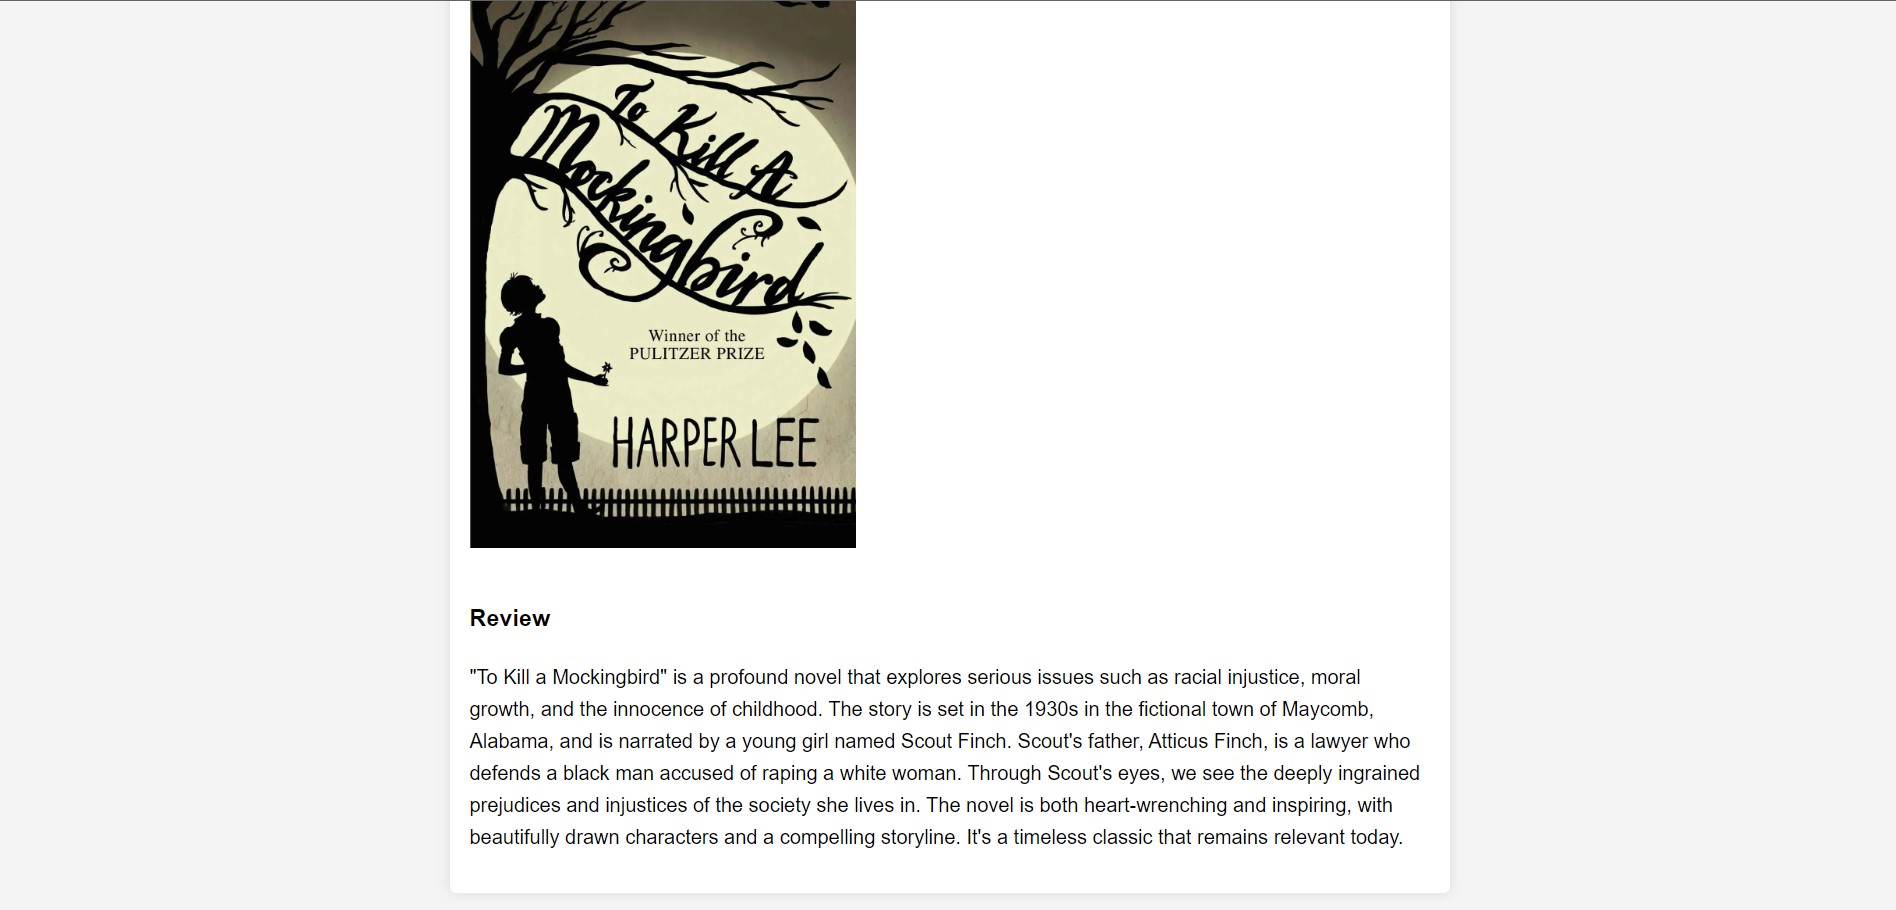 To Kill A
Mockingbird
Winner of the
PULITZER PRIZE
HARPER LEE
Review
"To Kill a Mockingbird" is a profound novel that explores serious issues such as racial injustice, moral
growth, and the innocence of childhood. The story is set in the 1930s in the fictional town of Maycomb,
Alabama, and is narrated by a young girl named Scout Finch. Scout's father, Atticus Finch, is a lawyer who
defends a black man accused of raping a white woman. Through Scout's eyes, we see the deeply ingrained
prejudices and injustices of the society she lives in. The novel is both heart-wrenching and inspiring, with
beautifully drawn characters and a compelling storyline. It's a timeless classic that remains relevant today.